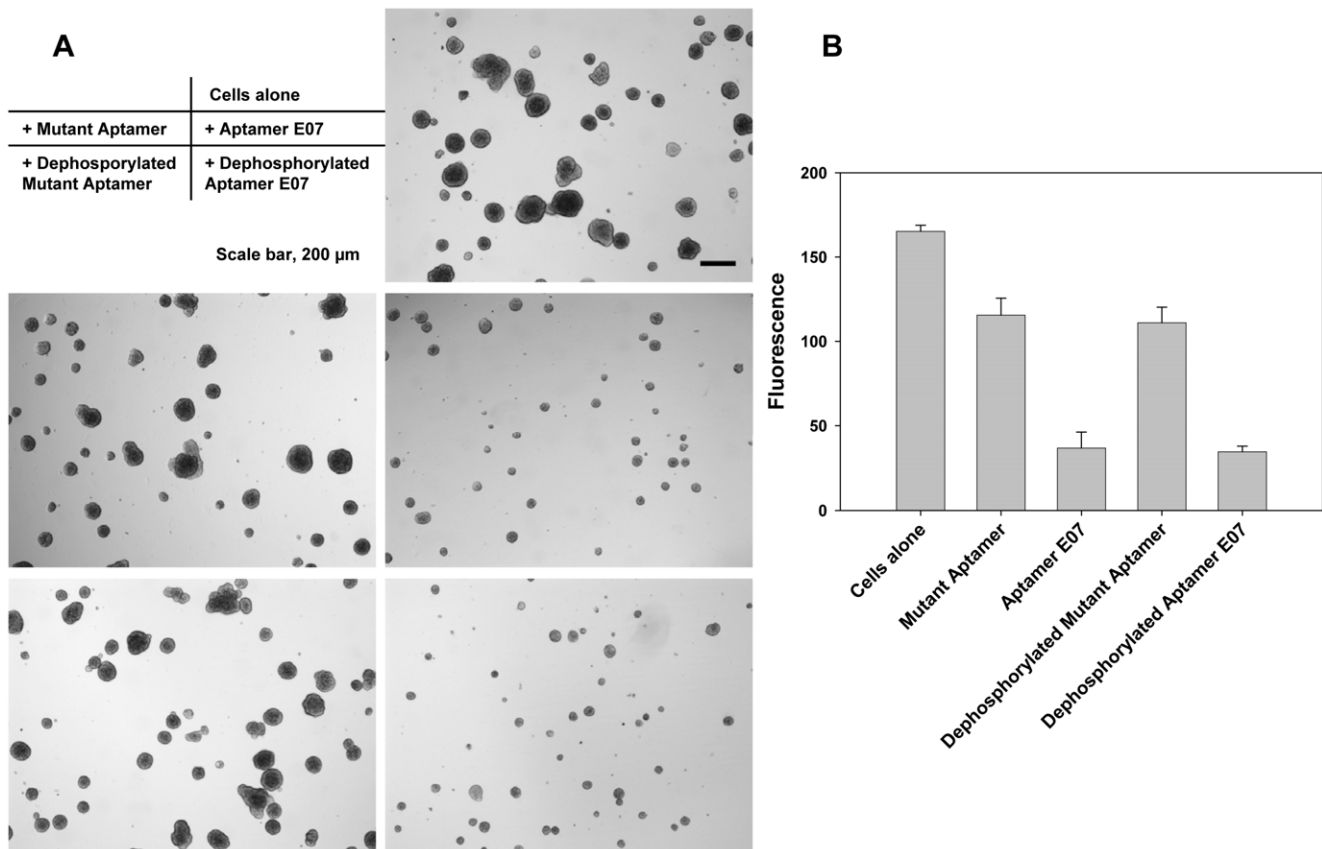 A
Cells alone
+ Mutant Aptamer
+ Aptamer E07
+ Dephosporylated
Mutant Aptamer
+ Dephosphorylated
Aptamer E07
Scale bar, 200 µm
B
200
150
100
50
0
Fluorescence
Cells alone
Mutant Aptamer
Aptamer E07
Dephosphorylated Mutant Aptamer
Dephosphorylated Aptamer E07